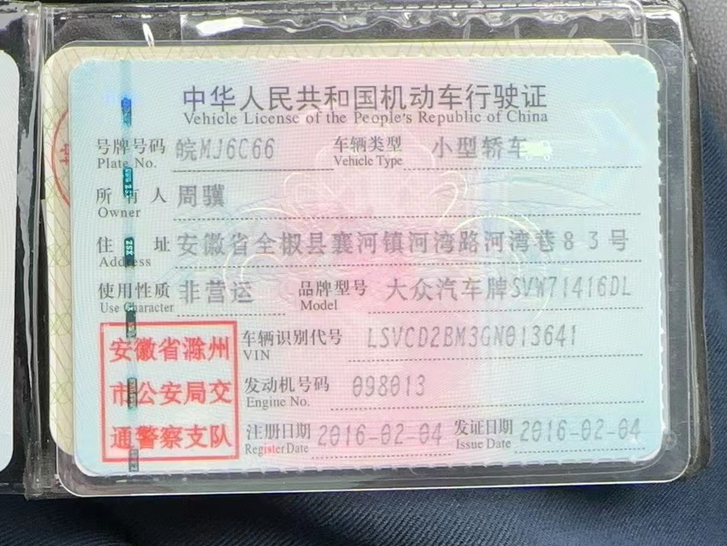 中华人民共和国机动车行驶证
Vehicle License of the People's Republic of China
号牌号码 皖MJ6C66 车辆类型 小型轿车
Plate No. Vehicle Type
所有人 周骥
Owner
住址 安徽省全椒县襄河镇河湾路河湾巷83号
Address
使用性质 非营运 品牌型号 大众汽车牌SVW71416DL
Use Character Model
安徽省滁州 车辆识别代号 LSVCD2BM3GN013641
VIN
市公安局交 发动机号码 098013
Engine No.
通警察支队 注册日期 2016-02-04 发证日期 2016-02-04
Register Date Issue Date